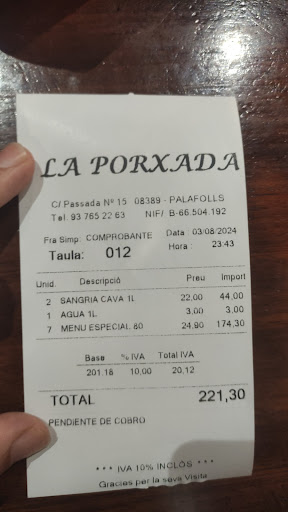 LA PORXADA
C/ Passada Nº 15 08389 - PALAFOLLS
Tel. 93 765 22 63 NIF/ B-66.504.192
Fra Simp: COMPROBANTE Data : 03/08/2024
Taula: 012 Hora : 23:43
Unid. Descripció Preu Import
2 SANGRIA CAVA 1L 22,00 44,00
1 AGUA 1L 3,00 3,00
7 MENU ESPECIAL 80 24,90 174,30
Base % IVA Total IVA
201.18 10,00 20,12
TOTAL 221,30
PENDIENTE DE COBRO
* * * IVA 10% INCLÒS * * *
Gracies per la seva Visita